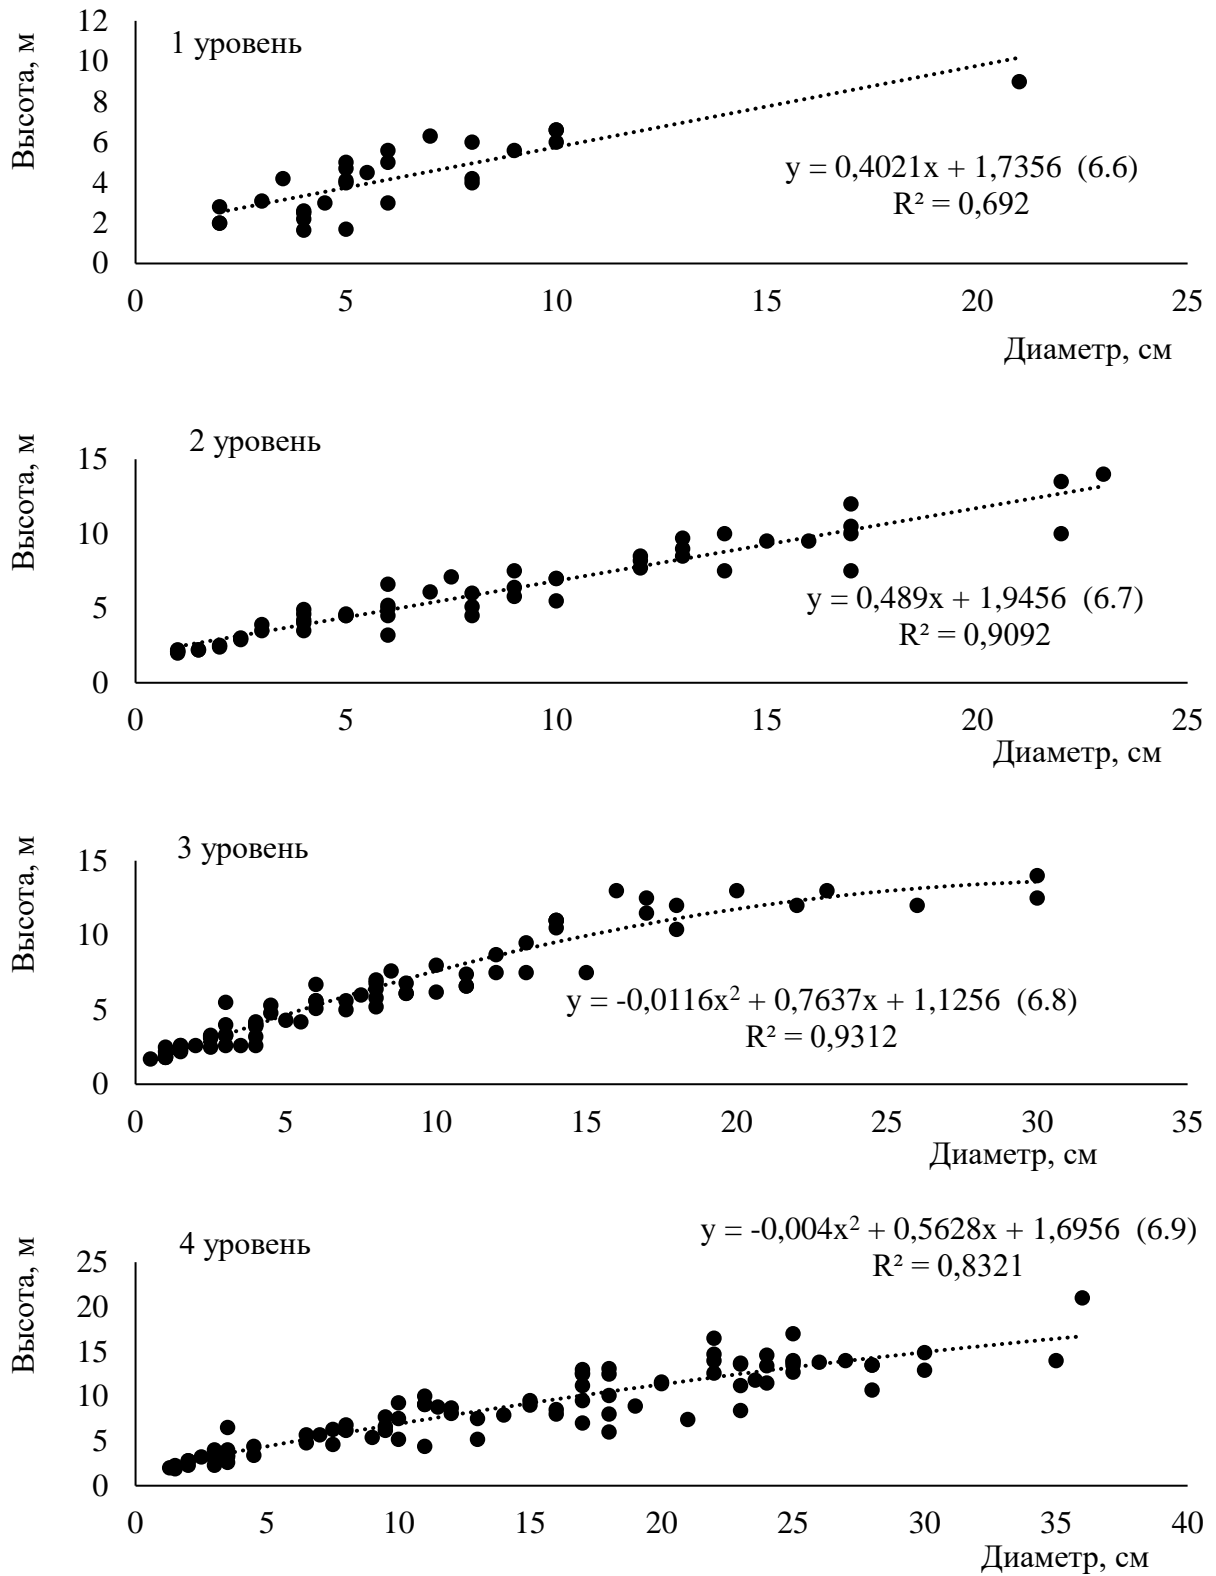 1 уровень
Высота, м
12
10
8
6
4
2
0
y = 0,4021x + 1,7356 (6.6)
R² = 0,692
0 5 10 15 20 25
Диаметр, см
2 уровень
Высота, м
15
10
5
0
y = 0,489x + 1,9456 (6.7)
R² = 0,9092
0 5 10 15 20 25
Диаметр, см
3 уровень
Высота, м
15
10
5
0
y = -0,0116x² + 0,7637x + 1,1256 (6.8)
R² = 0,9312
0 5 10 15 20 25 30 35
Диаметр, см
y = -0,004x² + 0,5628x + 1,6956 (6.9)
R² = 0,8321
4 уровень
Высота, м
25
20
15
10
5
0
0 5 10 15 20 25 30 35 40
Диаметр, см